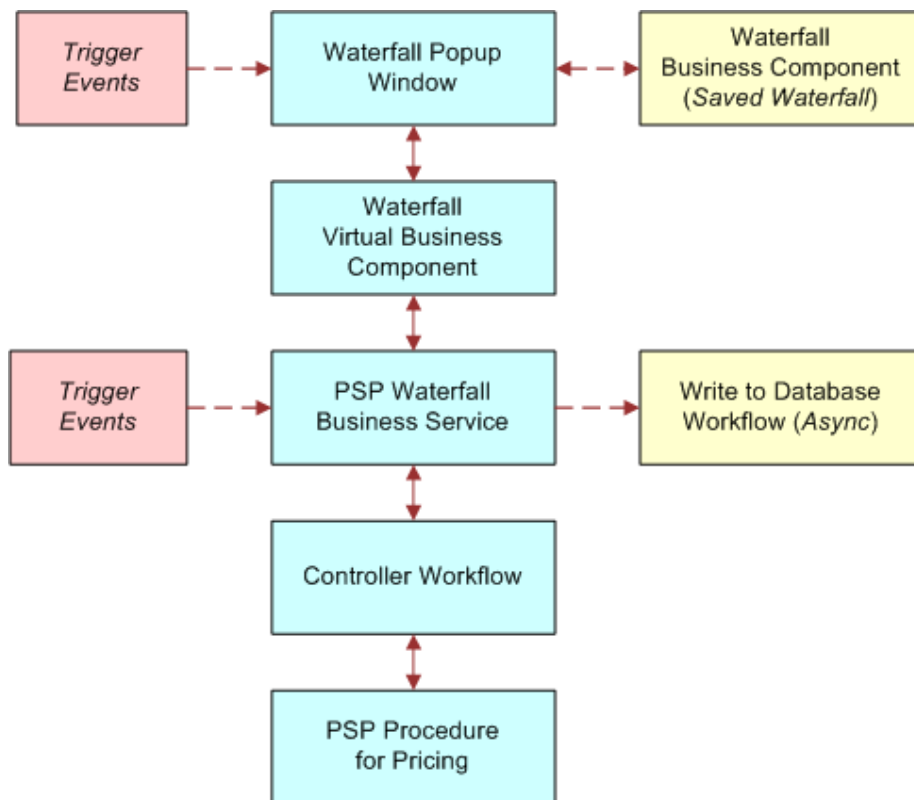 Trigger
Events
Waterfall Popup
Window
Waterfall
Business Component
(Saved Waterfall)
Waterfall
Virtual Business
Component
Trigger
Events
PSP Waterfall
Business Service
Write to Database
Workflow (Async)
Controller Workflow
PSP Procedure
for Pricing